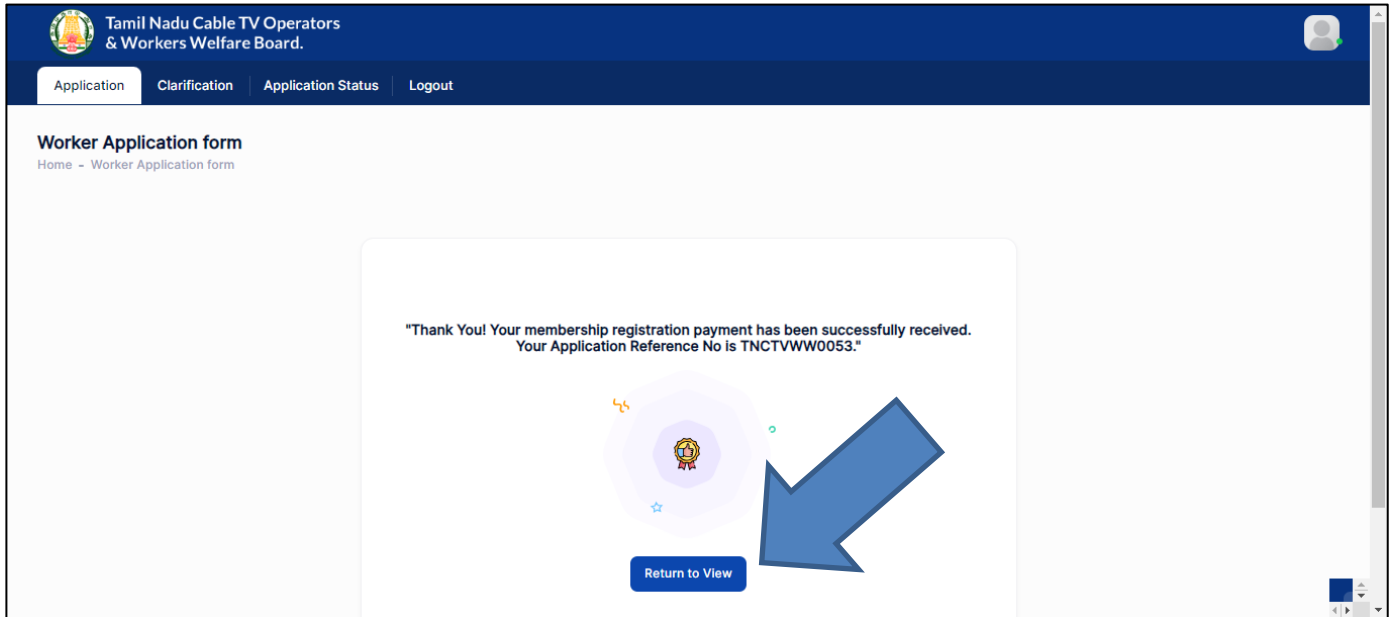 Tamil Nadu Cable TV Operators
& Workers Welfare Board.
Application Clarification Application Status Logout
Worker Application form
Home - Worker Application form
"Thank You! Your membership registration payment has been successfully received.
Your Application Reference No is TNCTVWW0053."
Return to View